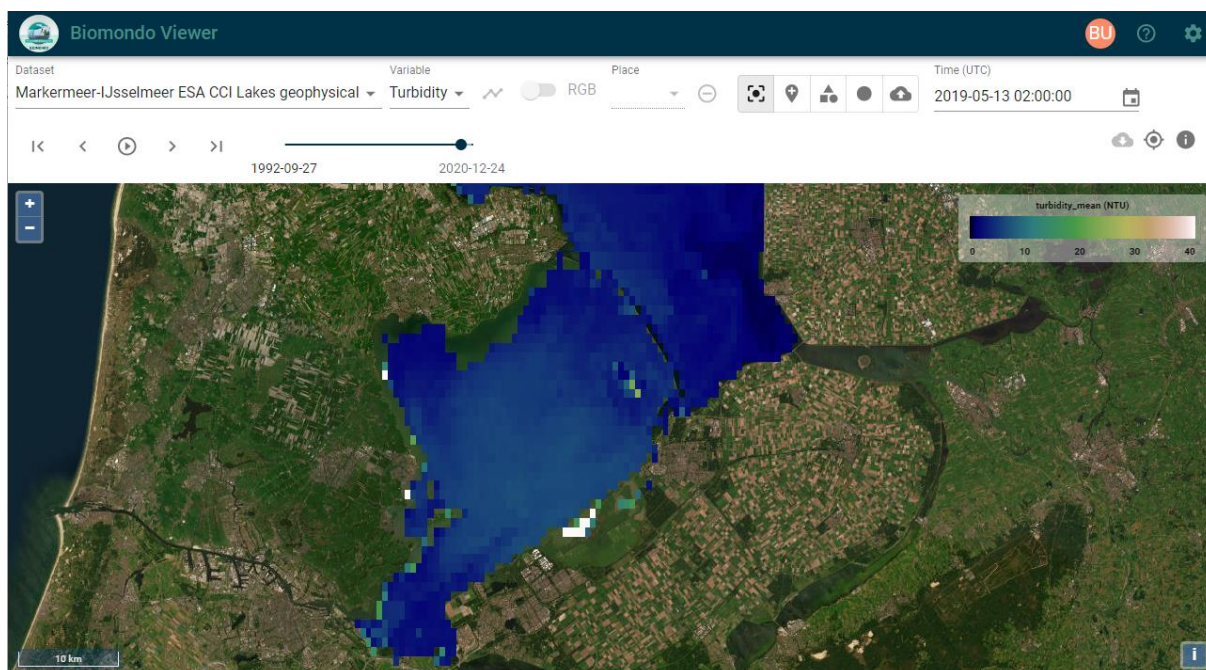 Biomondo Viewer
BU
Dataset
Markermeer-IJsselmeer ESA CCI Lakes geophysical
Variable
Turbidity
RGB
Place
Time (UTC)
2019-05-13 02:00:00
1992-09-27
2020-12-24
turbidity_mean (NTU)
0 10 20 30 40
10 km